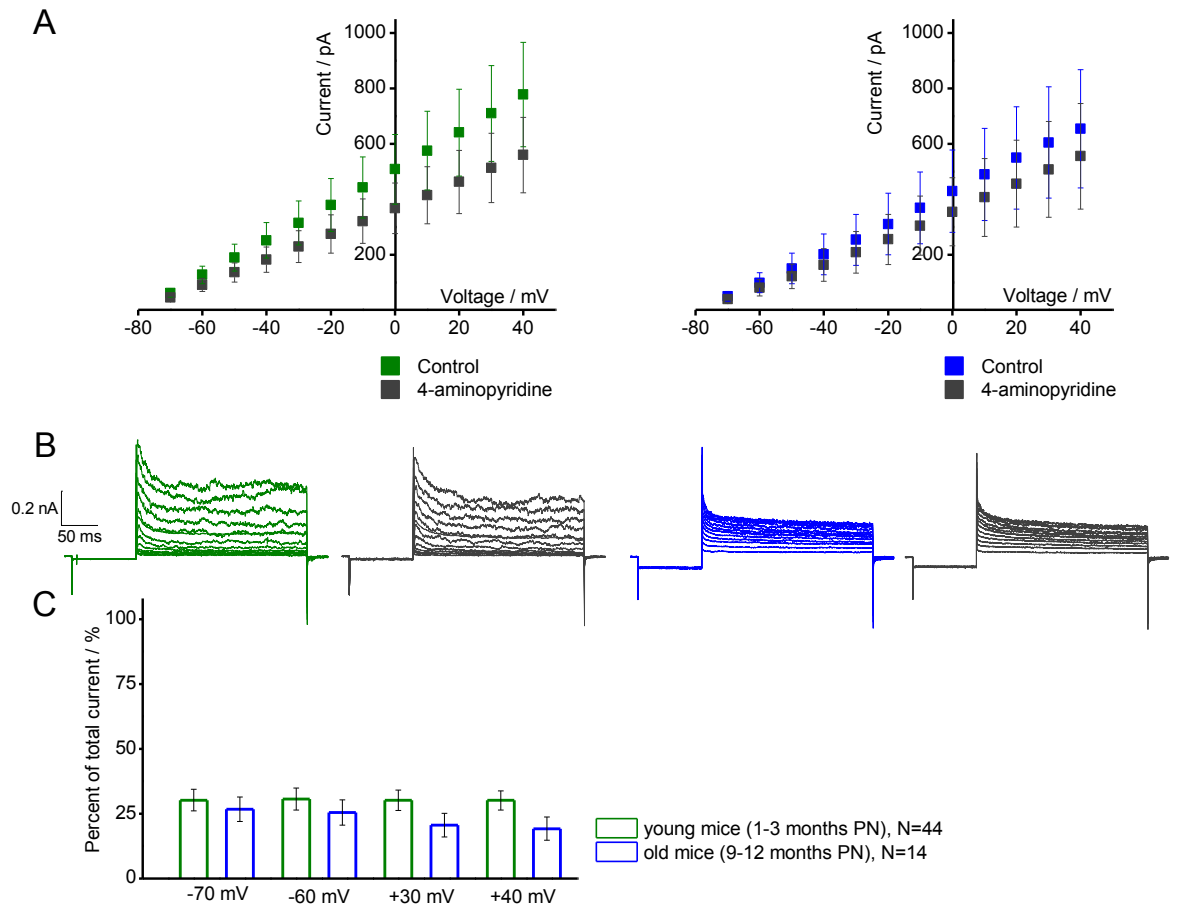 A
Current / pA
1000
800
600
200
Voltage / mV
-80 -60 -40 -20 0 20 40
Control
4-aminopyridine
Current / pA
1000
800
600
200
Voltage / mV
-80 -60 -40 -20 0 20 40
Control
4-aminopyridine
B
0.2 nA
50 ms
C
Percent of total current / %
100
75
50
25
0
-70 mV -60 mV +30 mV +40 mV
young mice (1-3 months PN), N=44
old mice (9-12 months PN), N=14